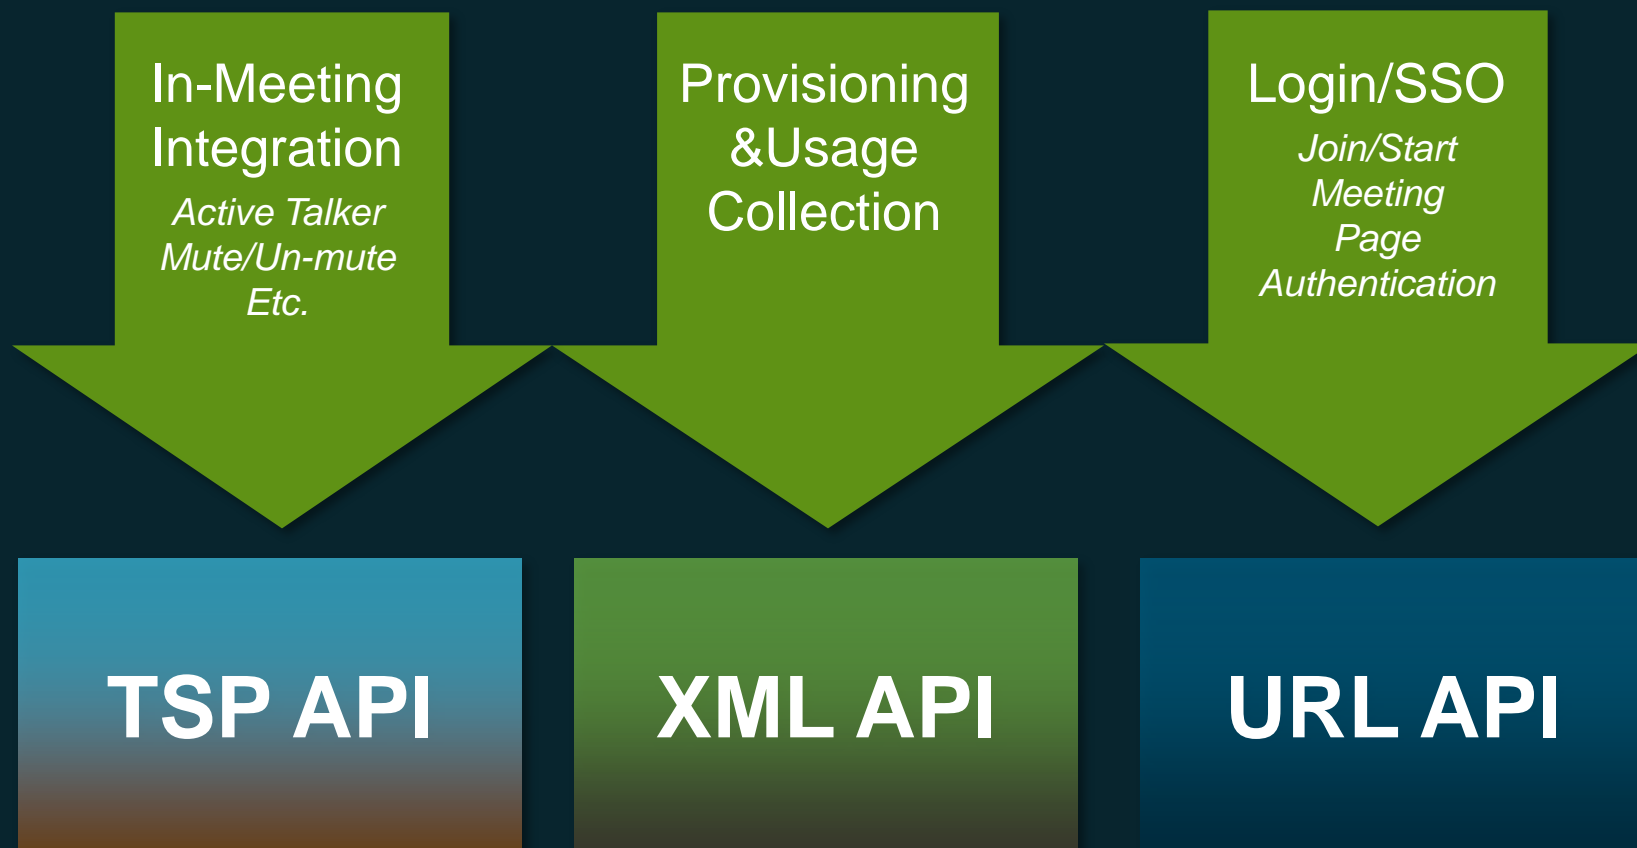 In-Meeting
Integration
Active Talker
Mute/Un-mute
Etc.
Provisioning
&Usage
Collection
Login/SSO
Join/Start
Meeting
Page
Authentication
TSP API
XML API
URL API